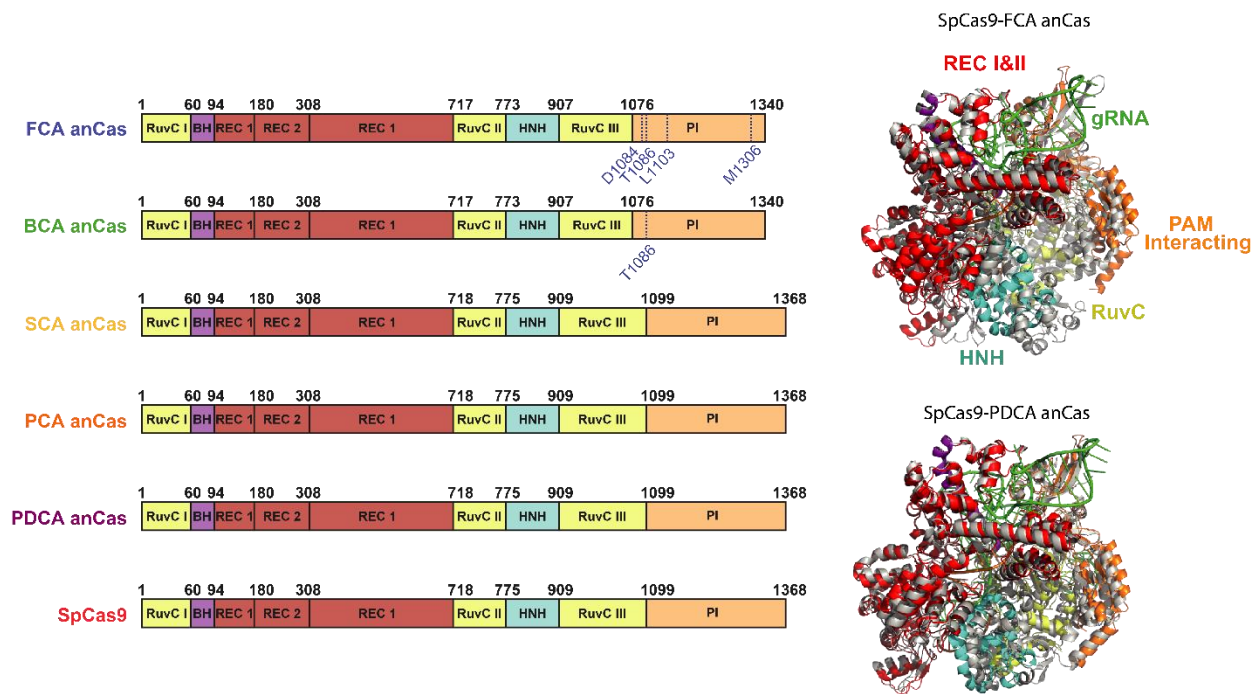 SpCas9-FCA anCas
REC I&II
gRNA
PAM
Interacting
RuvC
HNH
1 60 94 180 308 717 773 907 1076 1340
FCA anCas RuvC I BH REC 1 REC 2 REC 1 RuvC II HNH RuvC III PI
D1084 T1086 L1103 M1306
1 60 94 180 308 717 773 907 1076 1340
BCA anCas RuvC I BH REC 1 REC 2 REC 1 RuvC II HNH RuvC III PI
T1086
1 60 94 180 308 718 775 909 1099 1368
SCA anCas RuvC I BH REC 1 REC 2 REC 1 RuvC II HNH RuvC III PI
1 60 94 180 308 718 775 909 1099 1368
PCA anCas RuvC I BH REC 1 REC 2 REC 1 RuvC II HNH RuvC III PI
SpCas9-PDCA anCas
1 60 94 180 308 718 775 909 1099 1368
PDCA anCas RuvC I BH REC 1 REC 2 REC 1 RuvC II HNH RuvC III PI
1 60 94 180 308 718 775 909 1099 1368
SpCas9 RuvC I BH REC 1 REC 2 REC 1 RuvC II HNH RuvC III PI